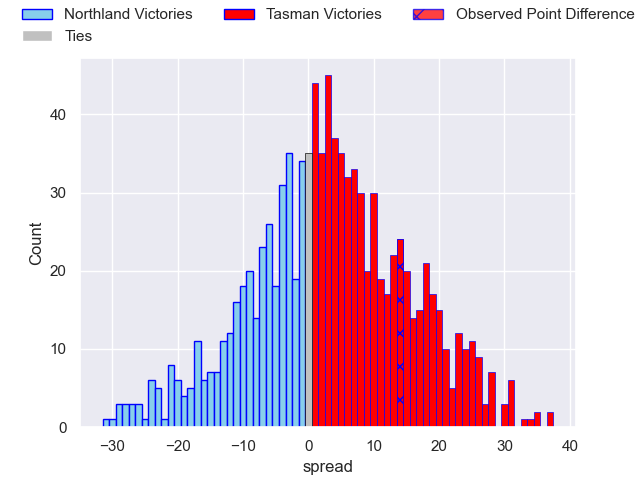 Northland Victories
Tasman Victories
Observed Point Difference
Ties
Count
40
30
20
10
0
−30
−20
−10
0
10
20
30
40
spread